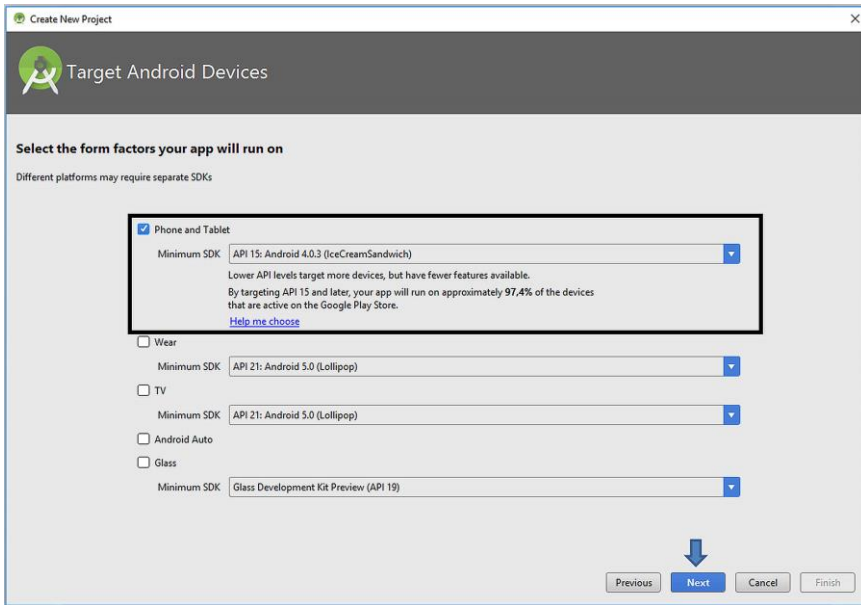 Create New Project
Target Android Devices
Select the form factors your app will run on
Different platforms may require separate SDKs
Phone and Tablet
Minimum SDK API 15: Android 4.0.3 (IceCreamSandwich)
Lower API levels target more devices, but have fewer features available.
By targeting API 15 and later, your app will run on approximately 97,4% of the devices
that are active on the Google Play Store.
Help me choose
Wear
Minimum SDK API 21: Android 5.0 (Lollipop)
TV
Minimum SDK API 21: Android 5.0 (Lollipop)
Android Auto
Glass
Minimum SDK Glass Development Kit Preview (API 19)
Previous Next Cancel Finish